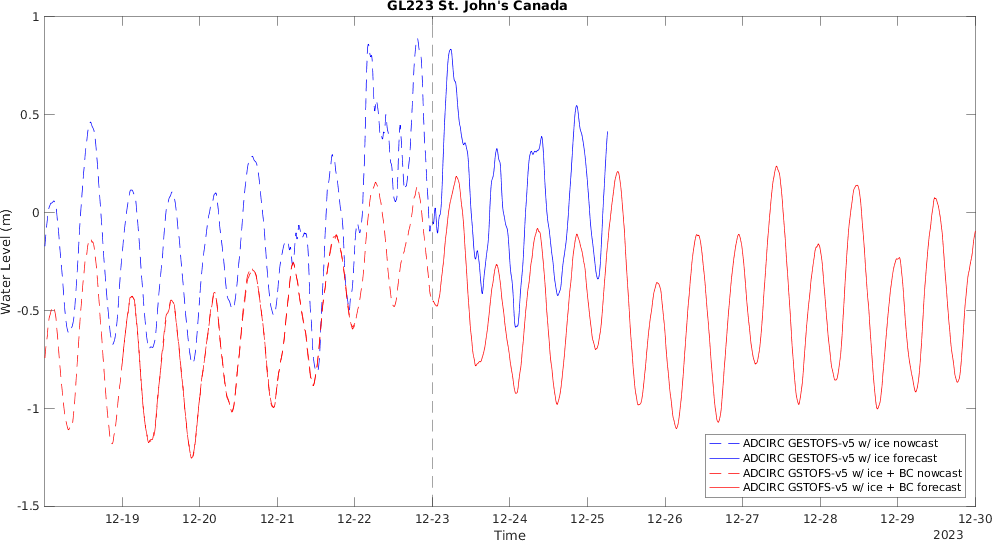 GL223 St. John's Canada
1
0.5
0
-0.5
-1
-1.5
Water Level (m)
ADCIRC GESTOFS-v5 w/ ice nowcast
ADCIRC GESTOFS-v5 w/ ice forecast
ADCIRC GSTOFS-v5 w/ ice + BC nowcast
ADCIRC GSTOFS-v5 w/ ice + BC forecast
12-19 12-20 12-21 12-22 12-23 12-24 12-25 12-26 12-27 12-28 12-29 12-30
Time
2023